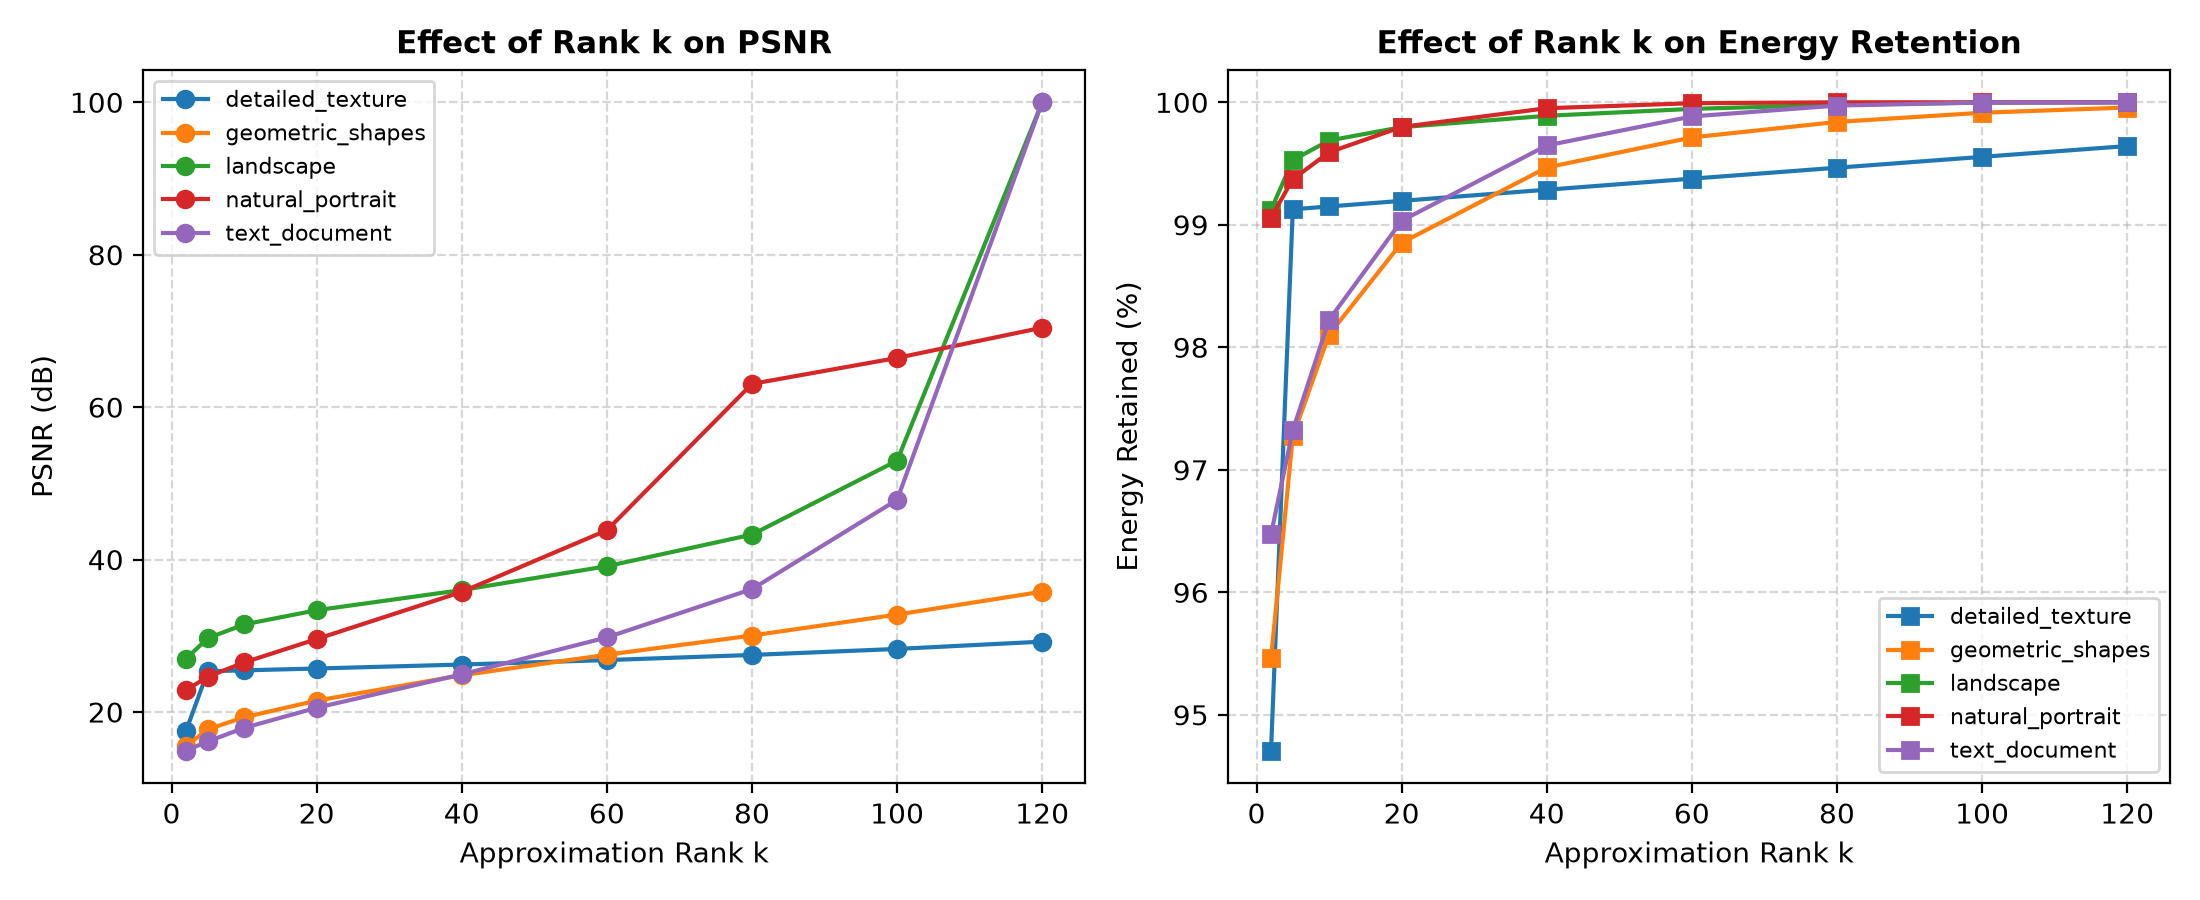 Effect of Rank k on PSNR
PSNR (dB)
100
80
60
40
20
detailed_texture
geometric_shapes
landscape
natural_portrait
text_document
0 20 40 60 80 100 120
Approximation Rank k
Effect of Rank k on Energy Retention
Energy Retained (%)
100
99
98
97
96
95
detailed_texture
geometric_shapes
landscape
natural_portrait
text_document
0 20 40 60 80 100 120
Approximation Rank k